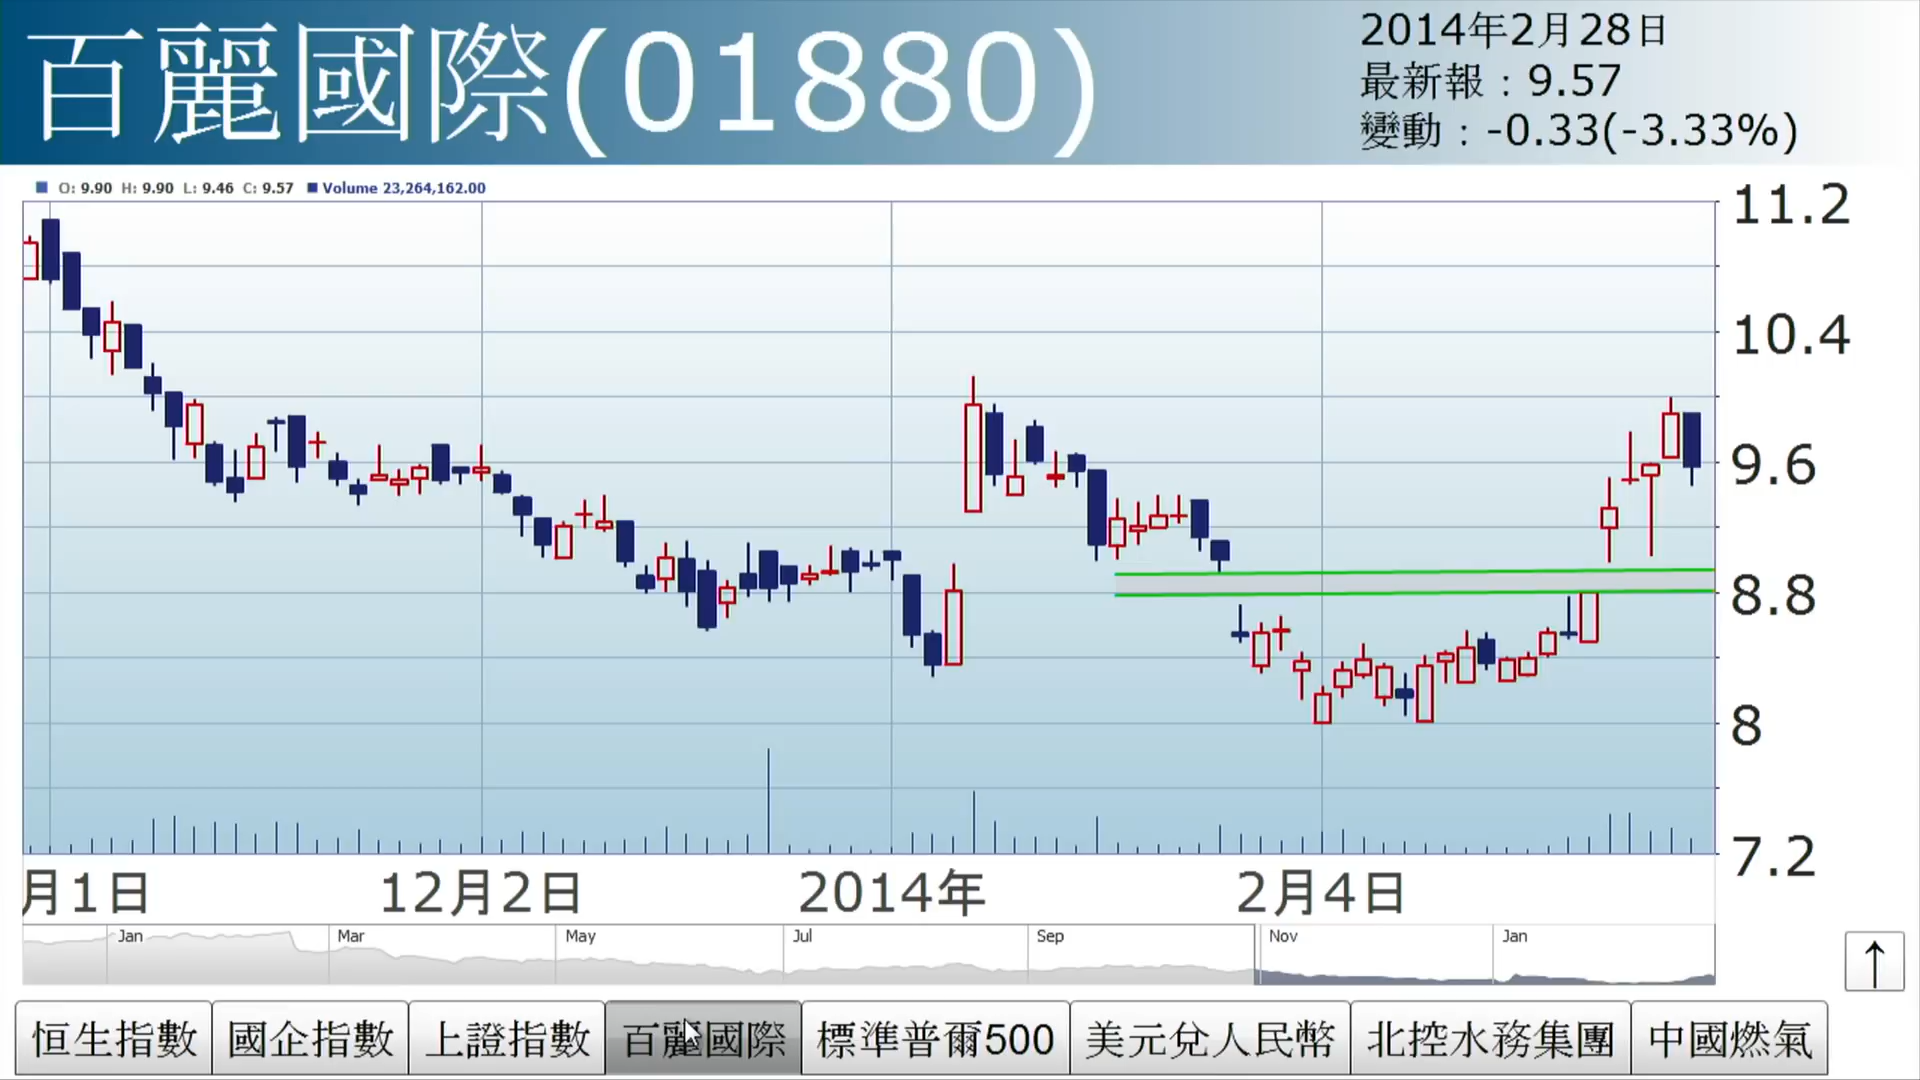 百麗國際(01880)
2014年2月28日
最新報：9.57
變動：-0.33(-3.33%)
O: 9.90 H: 9.90 L: 9.46 C: 9.57 Volume 23,264,162.00
11.2
10.4
9.6
8.8
8
7.2
月1日 12月2日 2014年 2月4日
Jan Mar May Jul Sep Nov Jan
↑
恒生指數 國企指數 上證指數 百麗國際 標準普爾500 美元兌人民幣 北控水務集團 中國燃氣